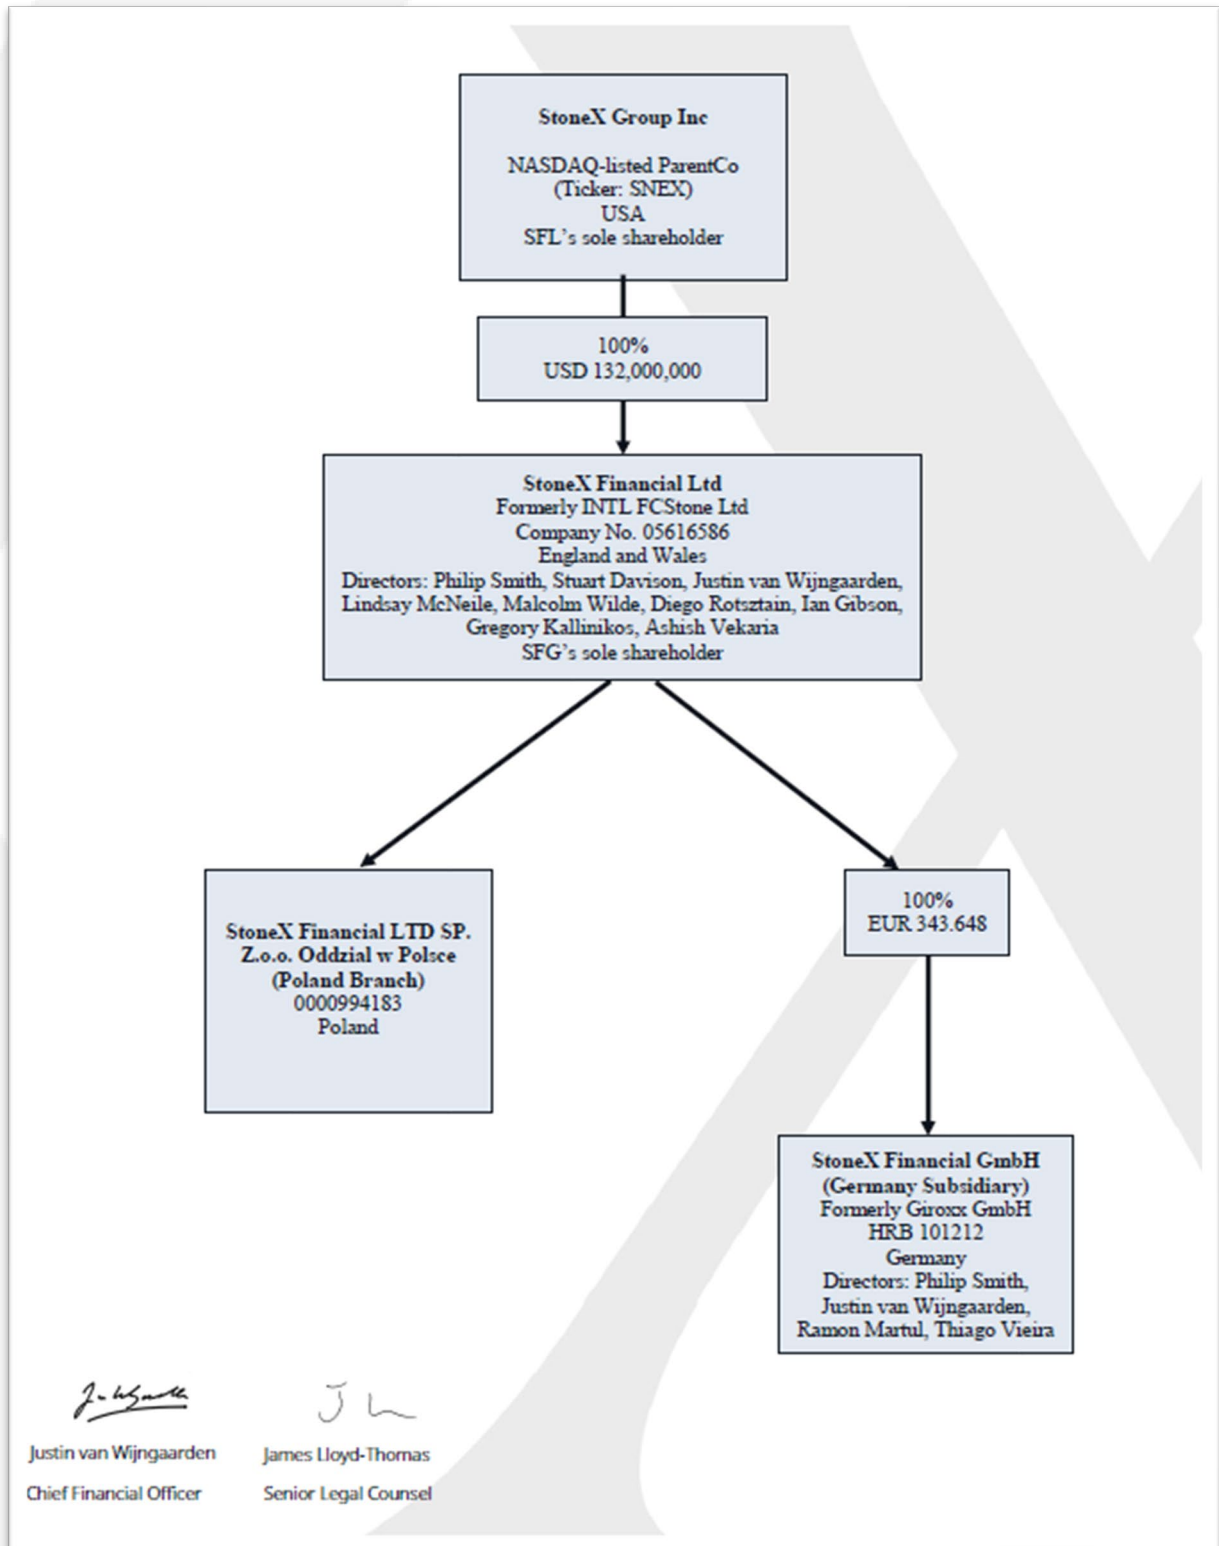 StoneX Group Inc
NASDAQ-listed ParentCo
(Ticker: SNEX)
USA
SFL's sole shareholder
100%
USD 132,000,000
StoneX Financial Ltd
Formerly INTL FCStone Ltd
Company No. 05616586
England and Wales
Directors: Philip Smith, Stuart Davison, Justin van Wijngaarden,
Lindsay McNeile, Malcolm Wilde, Diego Rotsztain, Ian Gibson,
Gregory Kallinikos, Ashish Vekaria
SFG's sole shareholder
StoneX Financial LTD SP.
Z.o.o. Oddzial w Polsce
(Poland Branch)
0000994183
Poland
100%
EUR 343.648
StoneX Financial GmbH
(Germany Subsidiary)
Formerly Giroxx GmbH
HRB 101212
Germany
Directors: Philip Smith,
Justin van Wijngaarden,
Ramon Martul, Thiago Vieira
Justin van Wijngaarden
Chief Financial Officer
James Lloyd-Thomas
Senior Legal Counsel